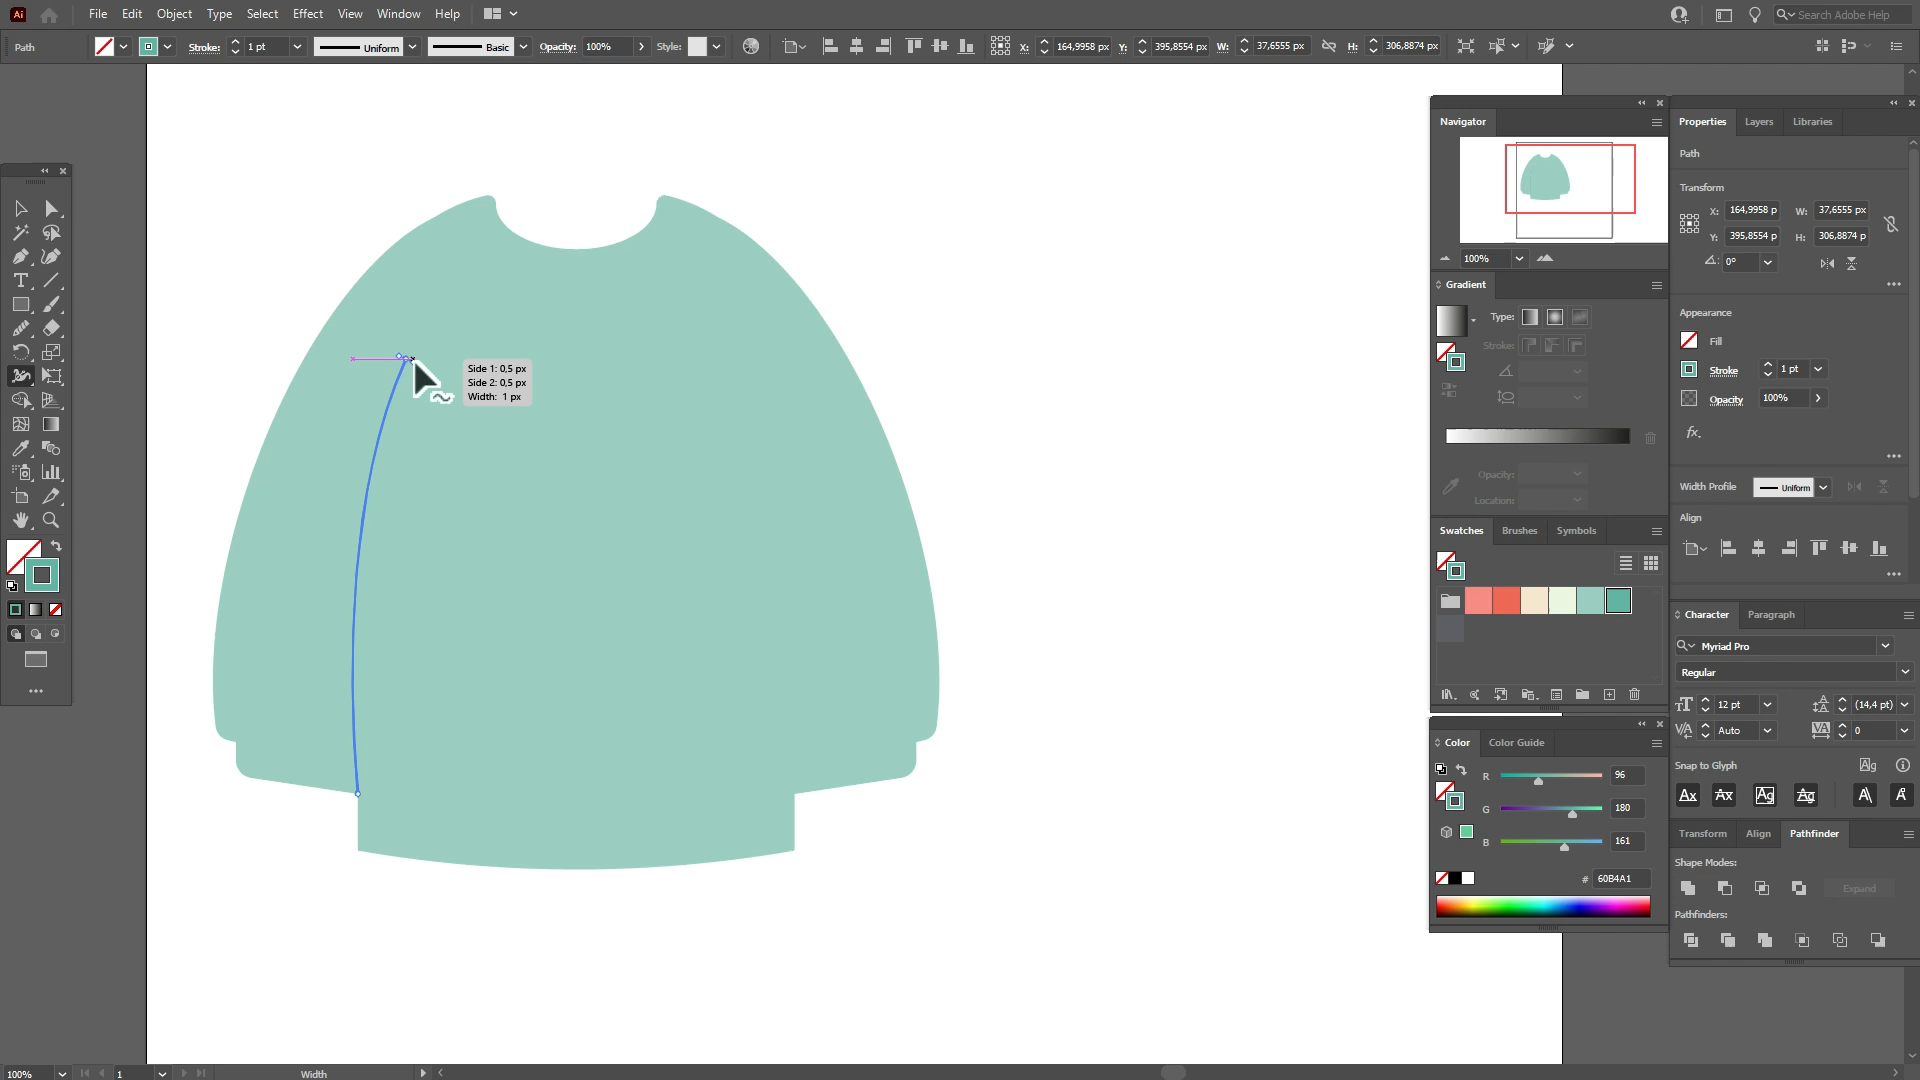 Ai File Edit Object Type Select Effect View Window Help
Search Adobe Help
Path Stroke: 1 pt Uniform Basic Opacity: 100% Style: X: 164,9958 px Y: 395,8554 px W: 37,6555 px H: 306,8874 px
Navigator
100%
Gradient
Type:
Stroke:
Opacity:
Location:
Swatches Brushes Symbols
Color Color Guide
R 96
G 180
B 161
# 60B4A1
Properties Layers Libraries
Path
Transform
X: 164,9958 p W: 37,6555 px
Y: 395,8554 p H: 306,8874 p
0°
Appearance
Fill
Stroke 1 pt
Opacity 100%
fx.
Width Profile Uniform
Align
Character Paragraph
Myriad Pro
Regular
12 pt (14,4 pt)
Auto 0
Snap to Glyph
Transform Align Pathfinder
Shape Modes:
Expand
Pathfinders:
Side 1: 0,5 px
Side 2: 0,5 px
Width: 1 px
100% 1 Width